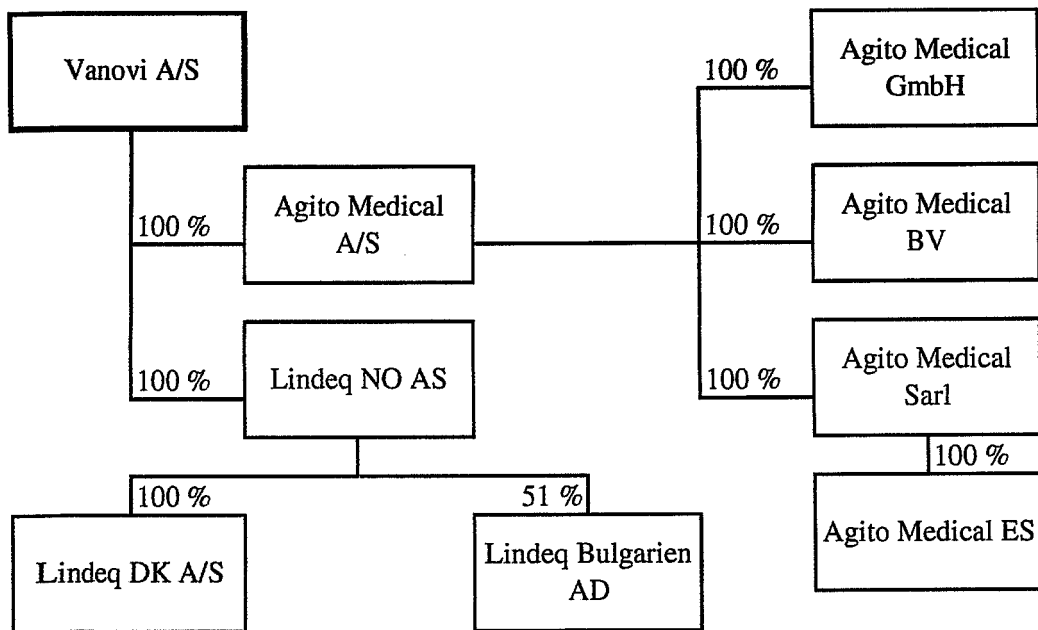 Vanovi A/S
100 %
Agito Medical
GmbH
100 %
Agito Medical
A/S
100 %
Agito Medical
BV
100 %
Lindeq NO AS
100 %
Agito Medical
Sarl
100 %
Agito Medical ES
100 %
Lindeq DK A/S
51 %
Lindeq Bulgarien
AD